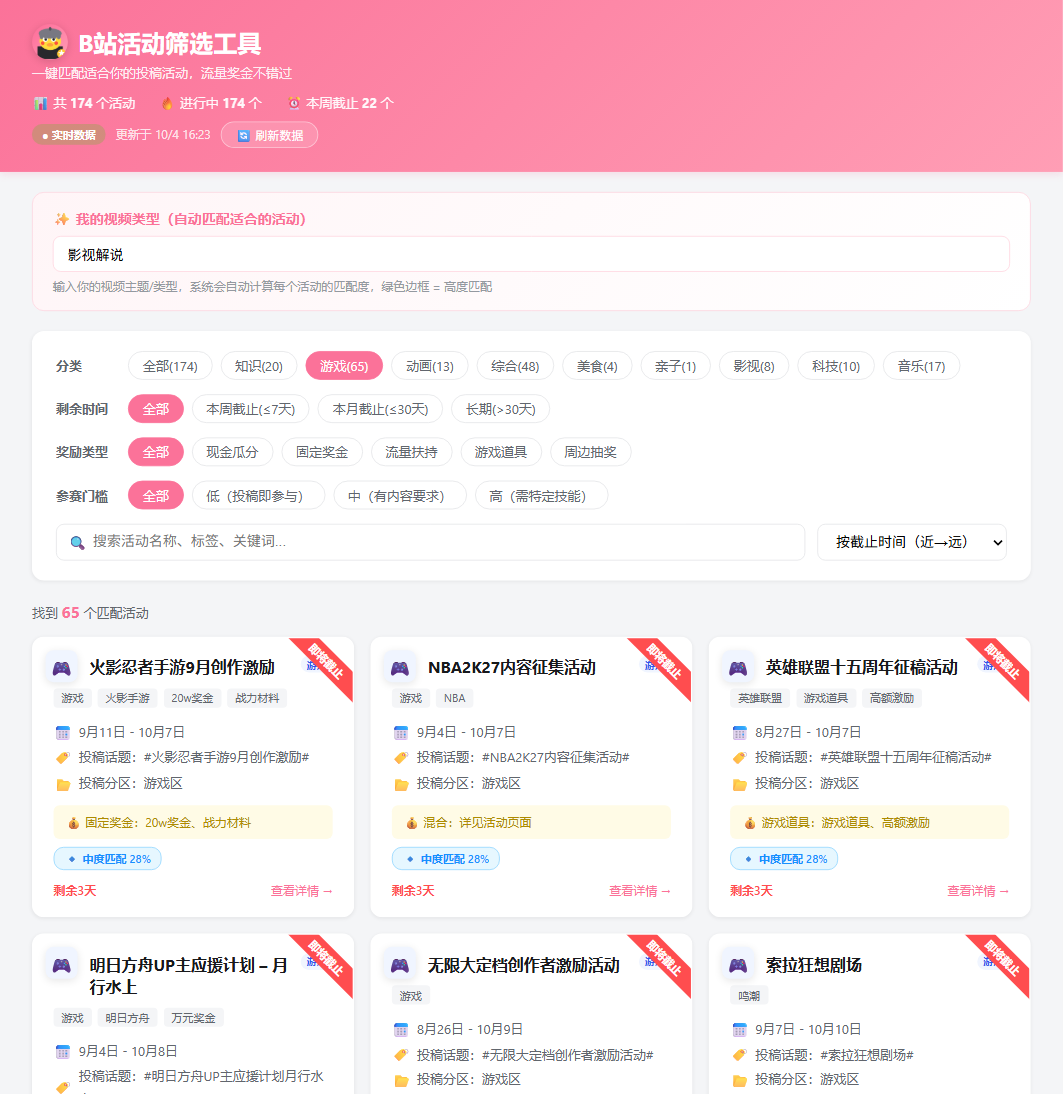 B站活动筛选工具
一键匹配适合你的投稿活动，流量奖金不错过
共 174 个活动 进行中 174 个 本周截止 22 个
实时数据 更新于 10/4 16:23 刷新数据
我的视频类型（自动匹配适合的活动）
影视解说
输入你的视频主题/类型，系统会自动计算每个活动的匹配度，绿色边框 = 高度匹配
分类 全部(174) 知识(20) 游戏(65) 动画(13) 综合(48) 美食(4) 亲子(1) 影视(8) 科技(10) 音乐(17)
剩余时间 全部 本周截止(≤7天) 本月截止(≤30天) 长期(>30天)
奖励类型 全部 现金瓜分 固定奖金 流量扶持 游戏道具 周边抽奖
参赛门槛 全部 低（投稿即参与） 中（有内容要求） 高（需特定技能）
搜索活动名称、标签、关键词... 按截止时间（近→远）
找到 65 个匹配活动
火影忍者手游9月创作激励 即将截止
游戏 火影手游 20w奖金 战力材料
9月11日 - 10月7日
投稿话题：#火影忍者手游9月创作激励#
投稿分区：游戏区
固定奖金：20w奖金、战力材料
中度匹配 28%
剩余3天 查看详情 →
NBA2K27内容征集活动 即将截止
游戏 NBA
9月4日 - 10月7日
投稿话题：#NBA2K27内容征集活动#
投稿分区：游戏区
混合：详见活动页面
中度匹配 28%
剩余3天 查看详情 →
英雄联盟十五周年征稿活动 即将截止
英雄联盟 游戏道具 高额激励
8月27日 - 10月7日
投稿话题：#英雄联盟十五周年征稿活动#
投稿分区：游戏区
游戏道具：游戏道具、高额激励
中度匹配 28%
剩余3天 查看详情 →
明日方舟UP主应援计划 – 月 即将截止
行水上
游戏 明日方舟 万元奖金
9月4日 - 10月8日
投稿话题：#明日方舟UP主应援计划月行水
无限大定档创作者激励活动 即将截止
游戏
8月26日 - 10月9日
投稿话题：#无限大定档创作者激励活动#
投稿分区：游戏区
索拉狂想剧场 即将截止
鸣潮
9月7日 - 10月10日
投稿话题：#索拉狂想剧场#
投稿分区：游戏区